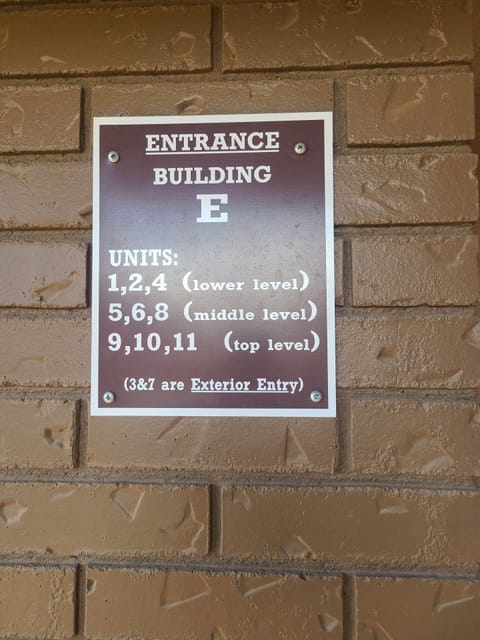 ENTRANCE
BUILDING
E
UNITS:
1,2,4 (lower level)
5,6,8 (middle level)
9,10,11 (top level)
(3&7 are Exterior Entry)